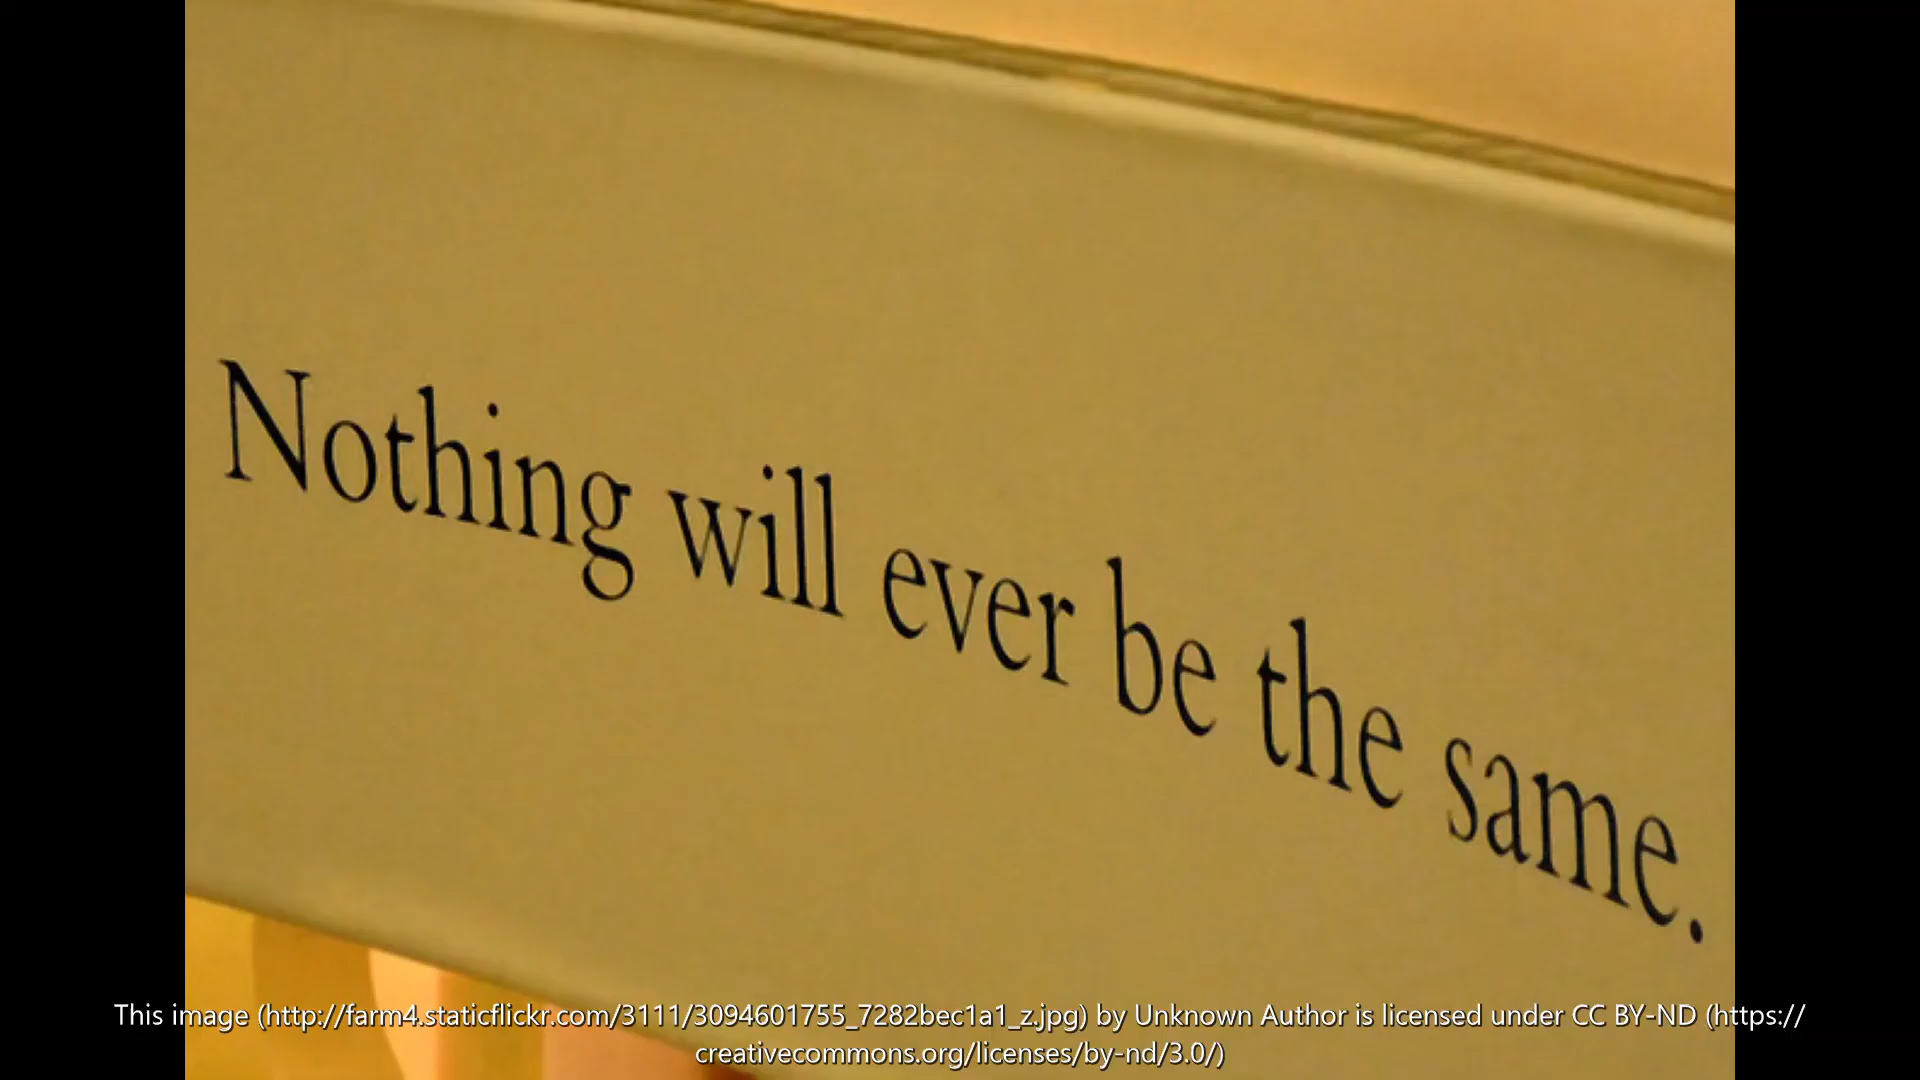 Nothing will ever be the same.
This image (http://farm4.staticflickr.com/3111/3094601755_7282bec1a1_z.jpg) by Unknown Author is licensed under CC BY-ND (https://
creativecommons.org/licenses/by-nd/3.0/)